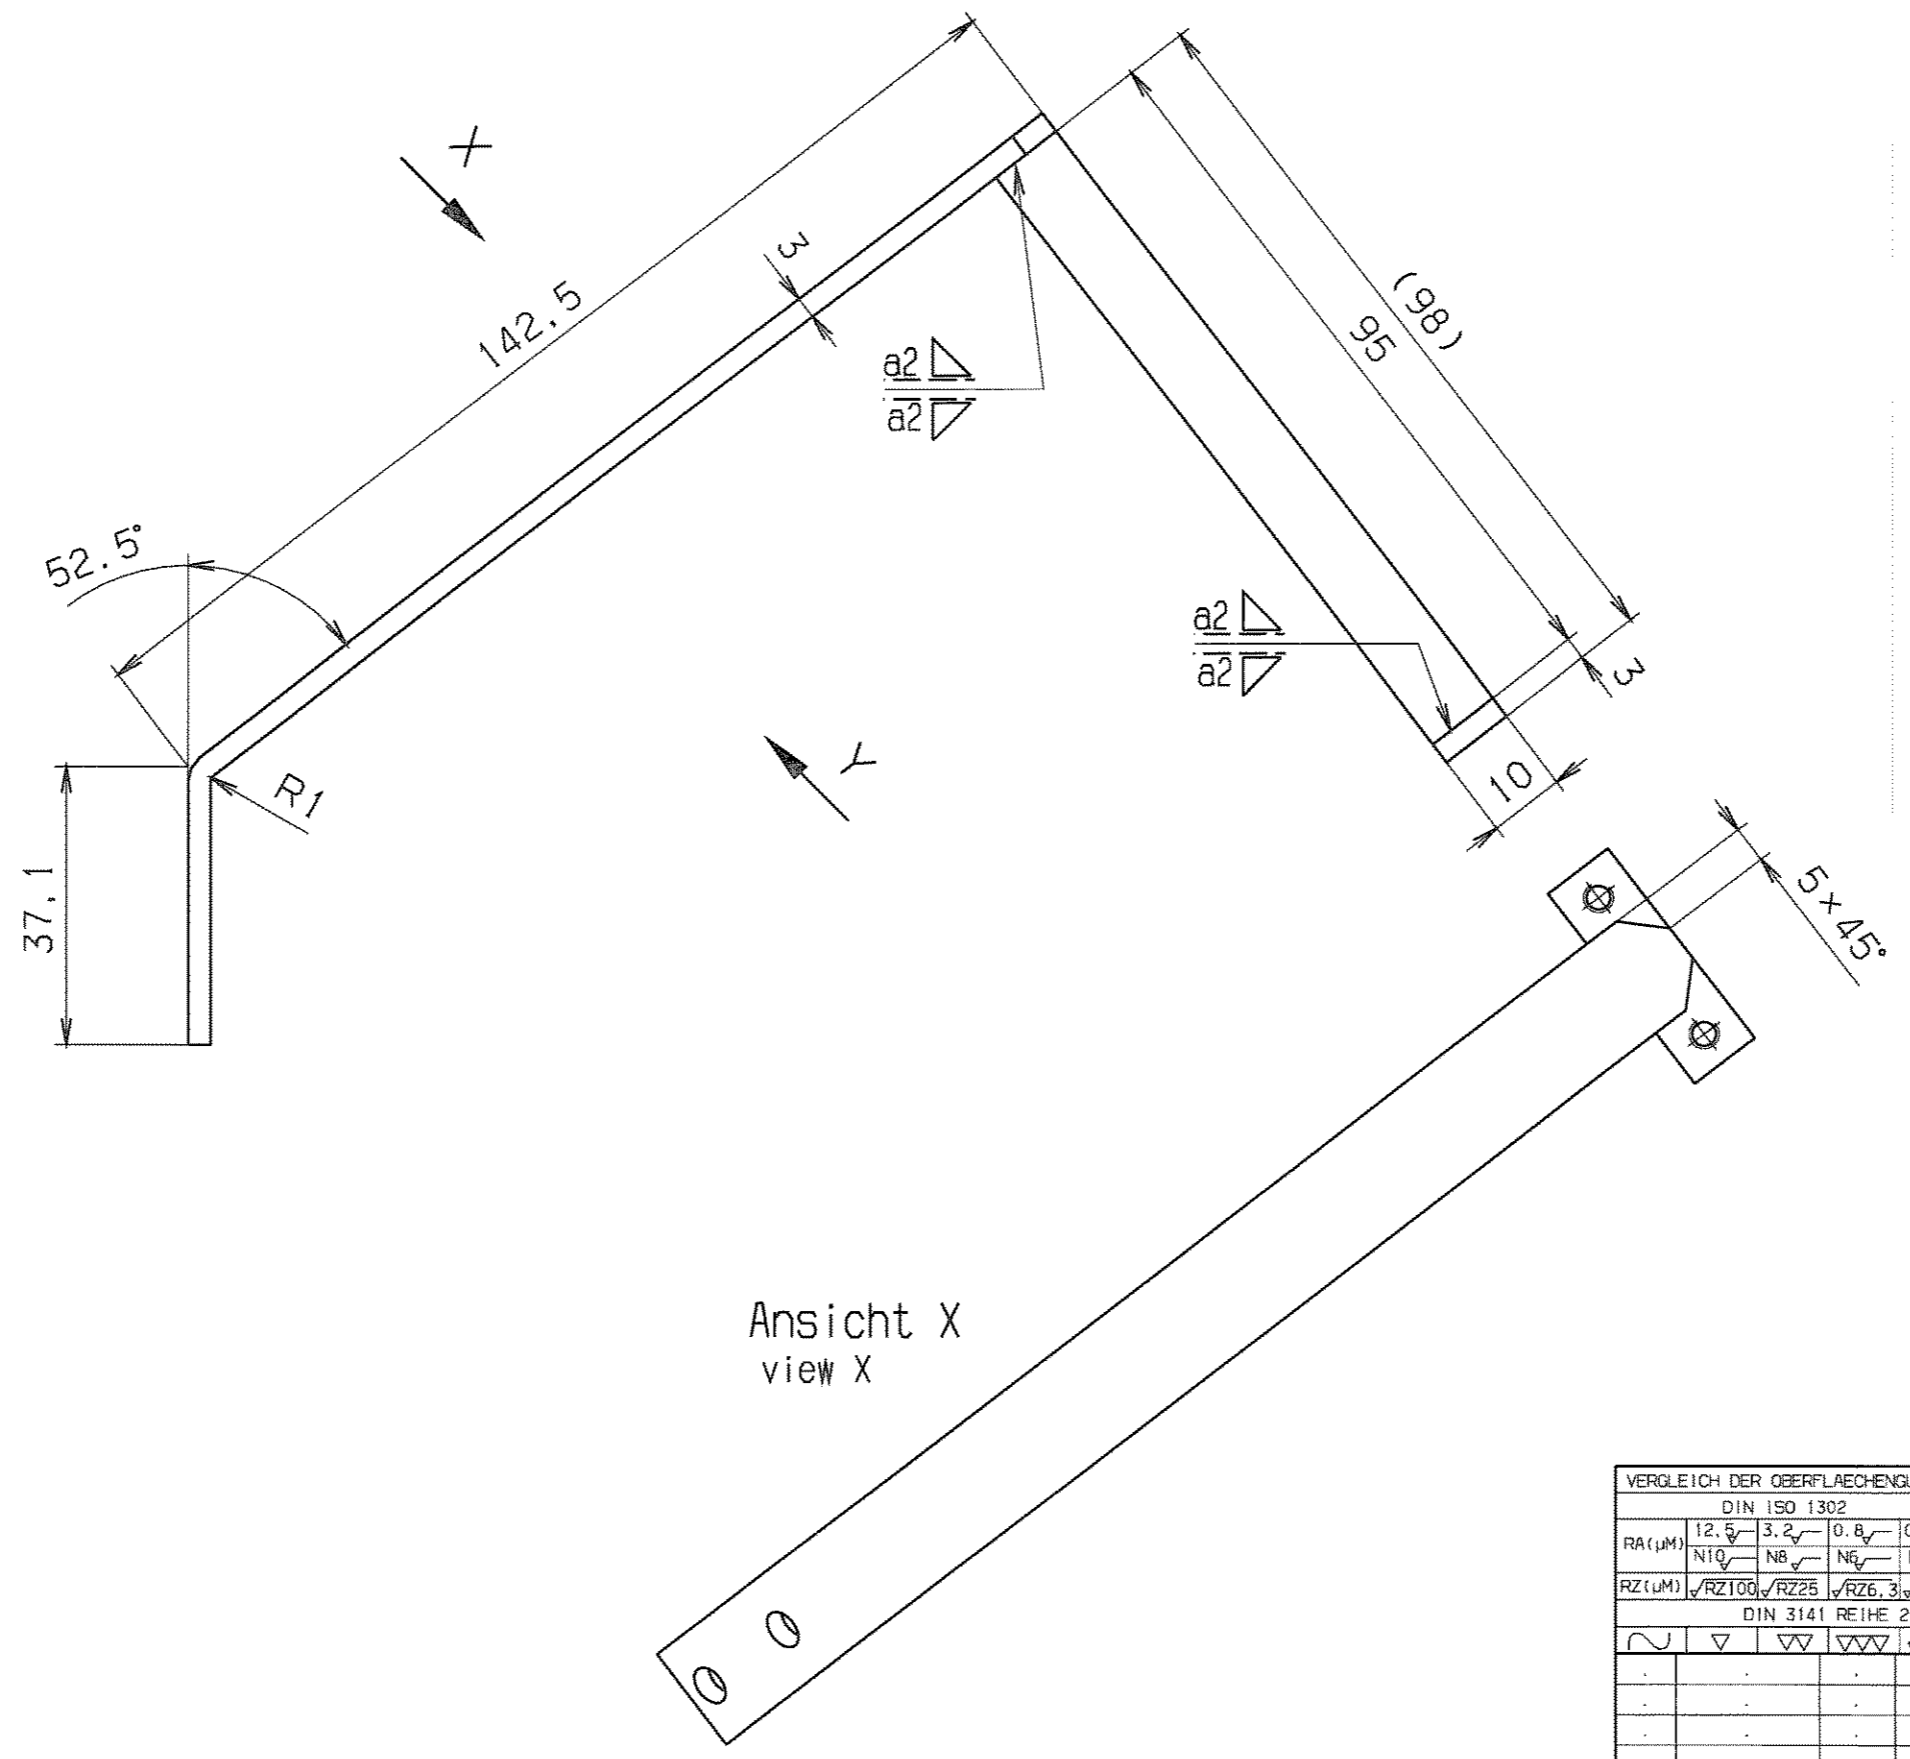 X
142,5
3
(98)
95
a2
a2
52.5°
a2
a2
3
Y
R1
10
37,1
5×45°
Ansicht X
view X
VERGLEICH DER
DIN ISO 1302
RA(µM) 12,5 3,2 0.8
N10 N8 N6
RZ(µM) RZ100 RZ25 RZ6,3
DIN 3141 REIHE 2